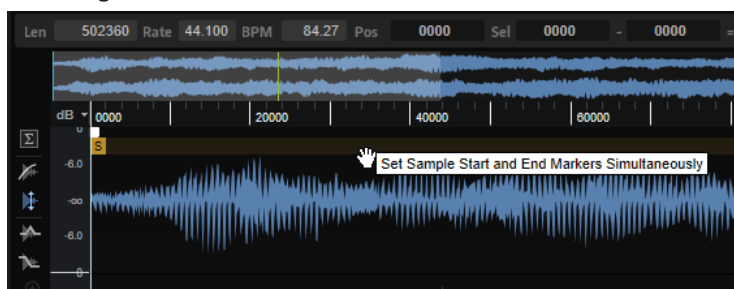 Len 502360 Rate 44.100 BPM 84.27 Pos 0000 Sel 0000 - 0000 =
dB 0000 20000 40000 60000
0
Σ S
-6.0
Set Sample Start and End Markers Simultaneously
-∞
-6.0
0